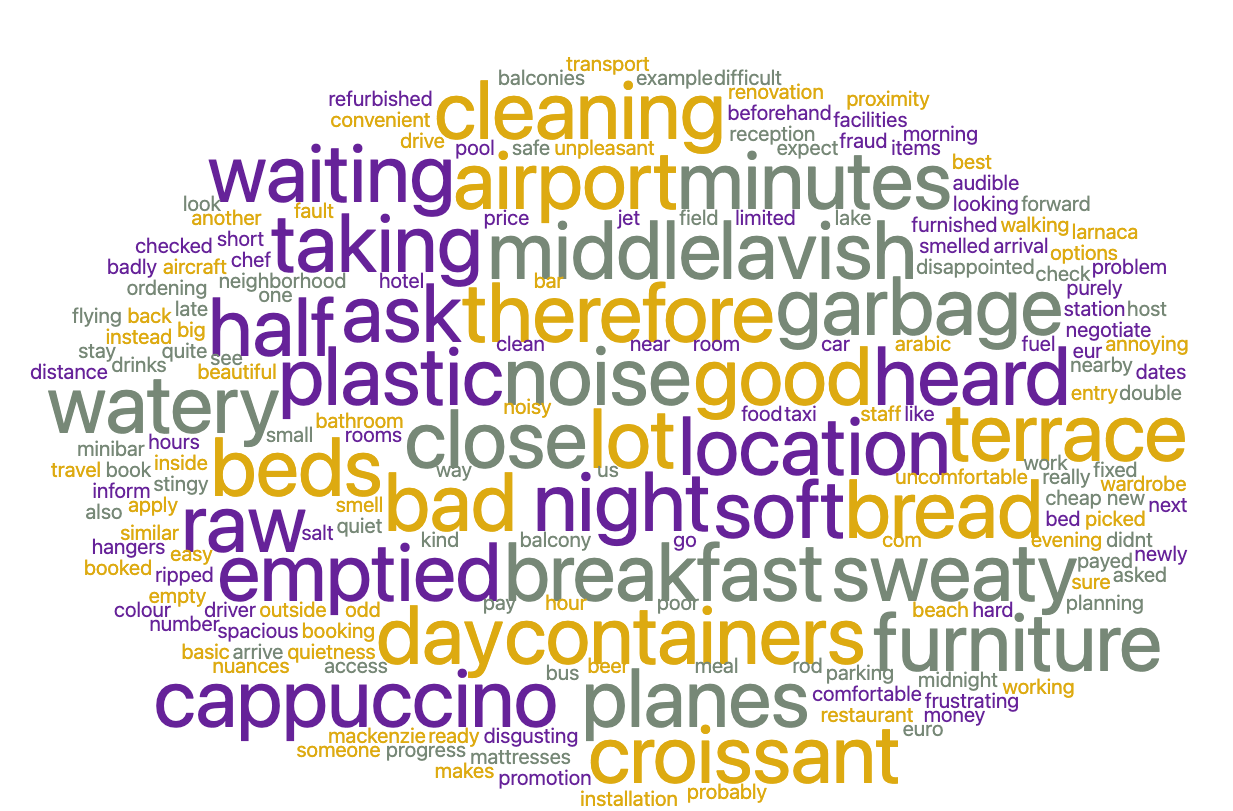 transport
balconies example difficult
refurbished cleaning renovation proximity
convenient beforehand facilities
drive pool safe unpleasant reception expect fraud items morning
waiting airport minutes best
audible
look another fault price jet field limited lake looking forward
checked short taking middle lavish furnished walking larnaca
badly aircraft chef smelled arrival options
ordening neighborhood hotel bar disappointed check problem
one purely
flying back late half ask therefore garbage station host
instead big negotiate
stay quite see clean near room car arabic fuel eur annoying
distance drinks beautiful plastic noise good heard nearby dates
watery noisy food taxi staff like entry double
bathroom
minibar hours small rooms close lot location terrace
travel book inside beds way us work really fixed
inform stingy uncomfortable wardrobe
also apply smell bad night soft bread cheap new next
similar raw salt quiet bed picked
hangers easy kind balcony go com evening didnt
booked ripped emptied breakfast sweaty payed newly
empty sure asked
colour driver outside odd pay hour poor beach hard planning
number spacious booking day containers furniture
basic arrive quietness
nuances access bus beer meal rod parking midnight
cappuccino planes comfortable frustrating working
restaurant money
mackenzie ready disgusting croissant euro
someone progress mattresses
makes promotion
installation probably